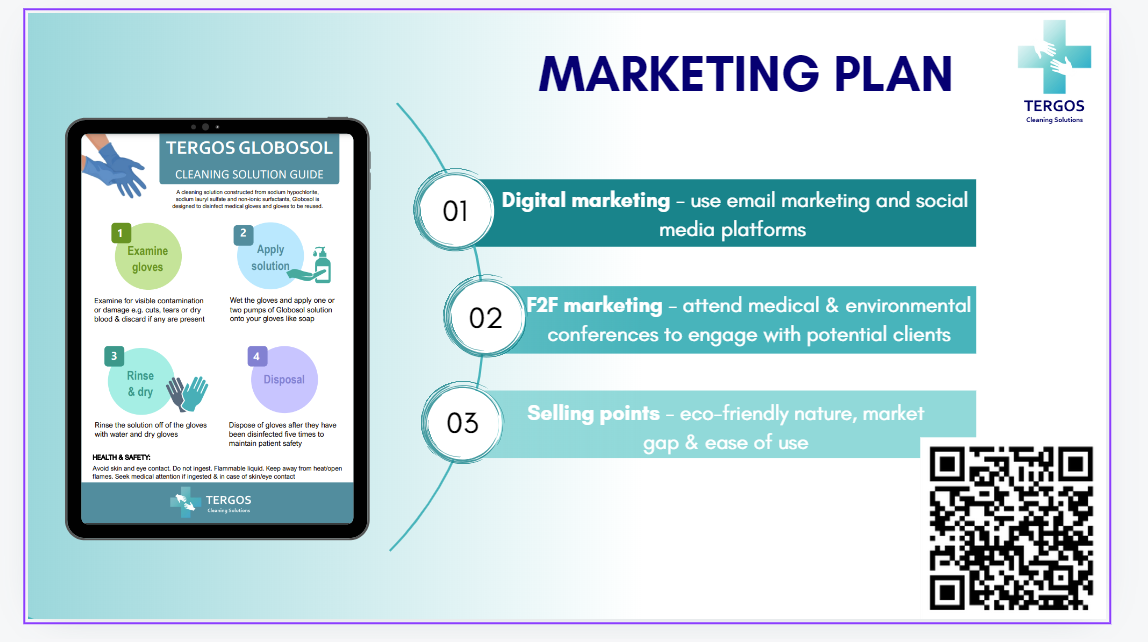 MARKETING PLAN
TERGOS
Cleaning Solutions
TERGOS GLOBOSOL
CLEANING SOLUTION GUIDE
A cleaning solution constructed from sodium hypochlorite,
sodium lauryl sulfate and non-ionic surfactants, Globosol is
designed to disinfect medical gloves and gloves to be reused.
1
Examine
gloves
Examine for visible contamination
or damage e.g. cuts, tears or dry
blood & discard if any are present
2
Apply
solution
Wet the gloves and apply one or
two pumps of Globosol solution
onto your gloves like soap
3
Rinse
& dry
Rinse the solution off of the gloves
with water and dry gloves
4
Disposal
Dispose of gloves after they have
been disinfected five times to
maintain patient safety
HEALTH & SAFETY:
Avoid skin and eye contact. Do not ingest. Flammable liquid. Keep away from heat/open
flames. Seek medical attention if ingested & in case of skin/eye contact
TERGOS
Cleaning Solutions
01
Digital marketing – use email marketing and social
media platforms
02
F2F marketing – attend medical & environmental
conferences to engage with potential clients
03
Selling points – eco-friendly nature, market
gap & ease of use